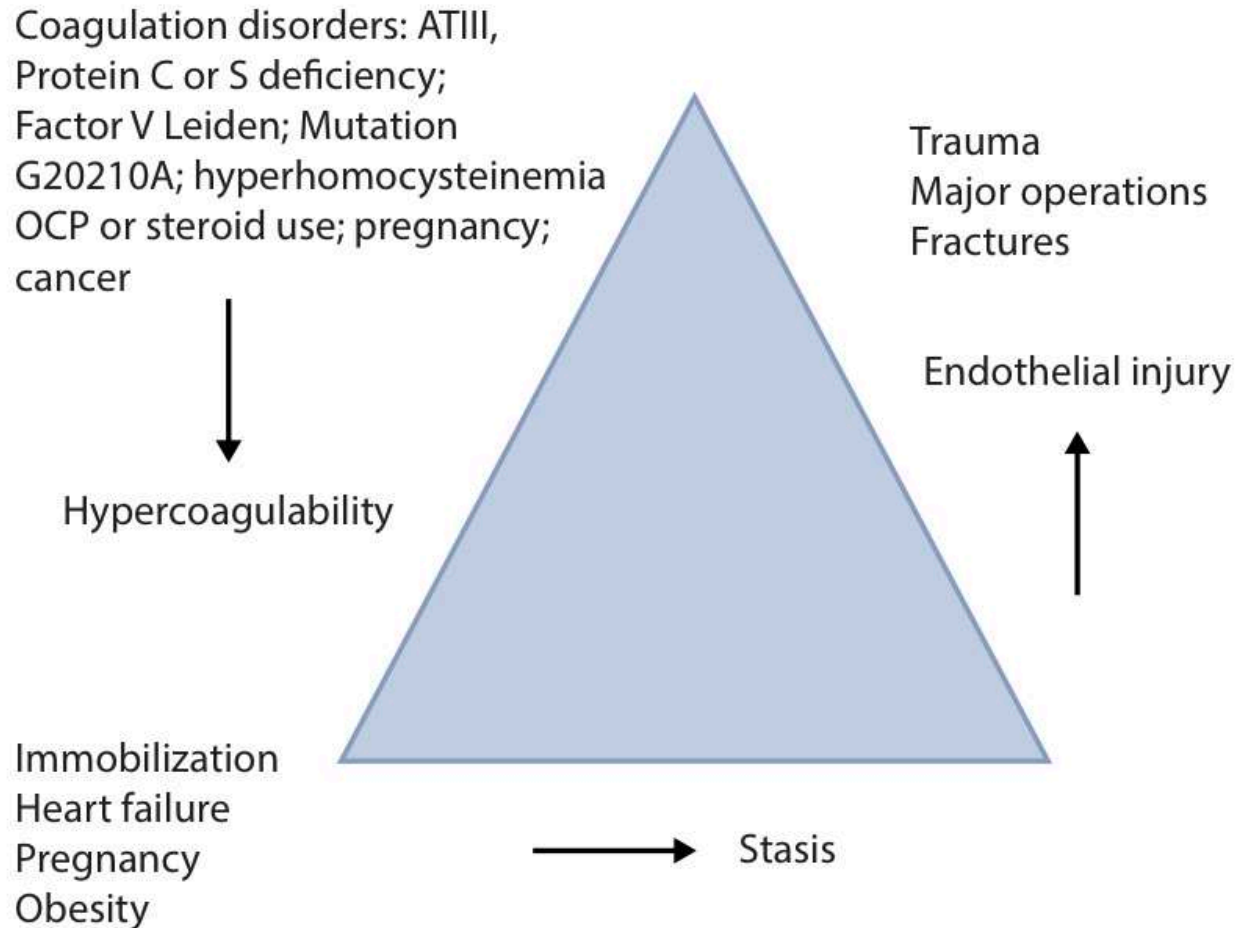 Coagulation disorders: ATIII,
Protein C or S deficiency;
Factor V Leiden; Mutation
G20210A; hyperhomocysteinemia
OCP or steroid use; pregnancy;
cancer
Hypercoagulability
Trauma
Major operations
Fractures
Endothelial injury
Immobilization
Heart failure
Pregnancy
Obesity
Stasis